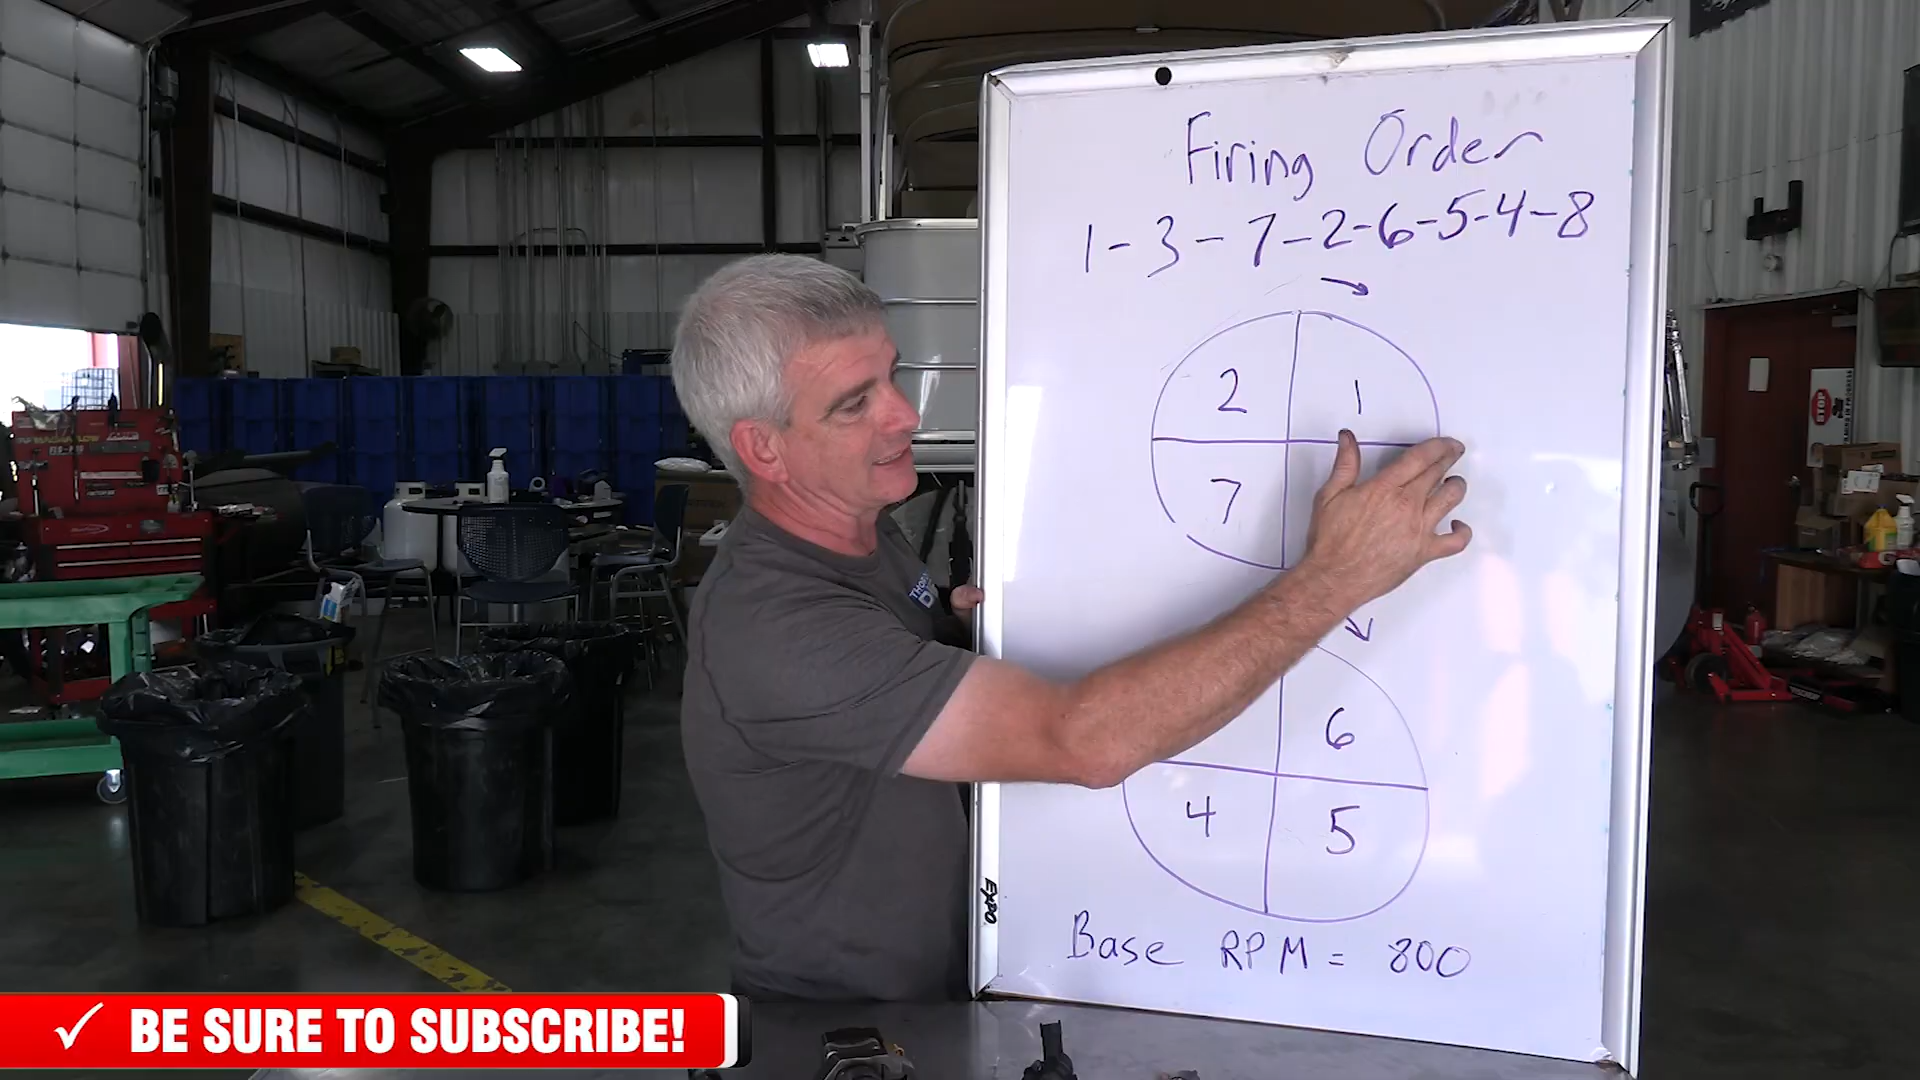 Firing Order
1-3-7-2-6-5-4-8
2 1
7
6
4 5
Base RPM = 800
EXPO
STOP
BE SURE TO SUBSCRIBE!